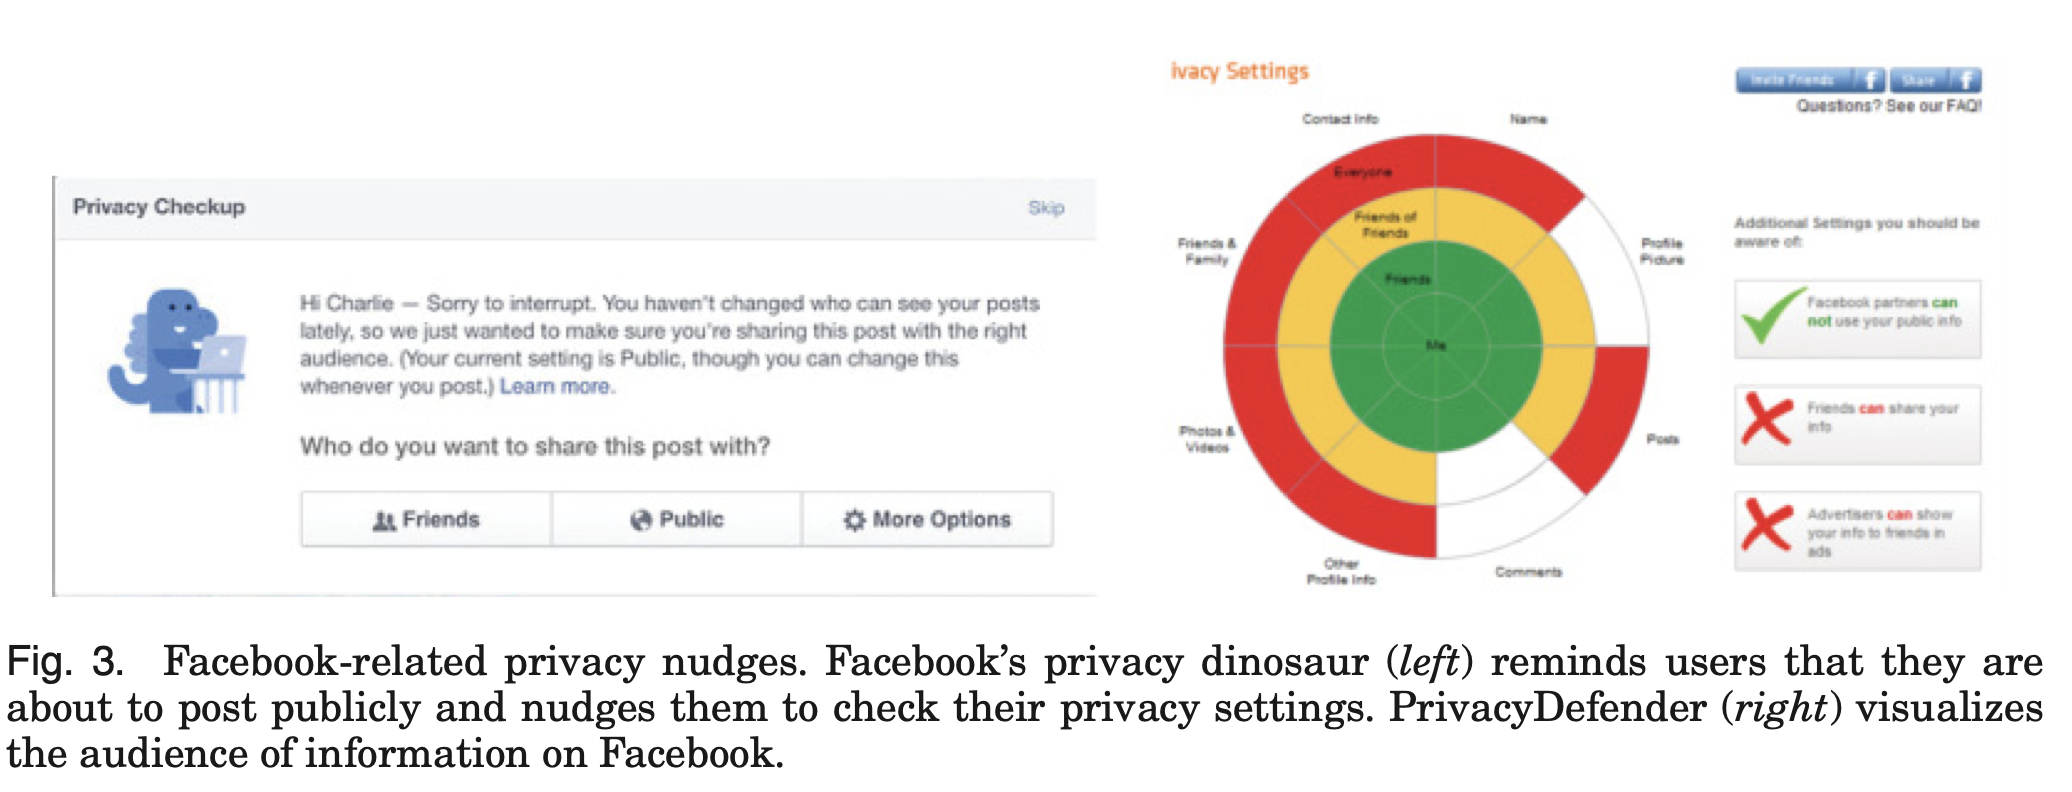 Privacy Checkup
Skip
Hi Charlie — Sorry to interrupt. You haven't changed who can see your posts
lately, so we just wanted to make sure you're sharing this post with the right
audience. (Your current setting is Public, though you can change this
whenever you post.) Learn more.
Who do you want to share this post with?
Friends
Public
More Options
ivacy Settings
Contact Info
Name
Everyone
Friends of
Friends
Friends
Me
Friends &
Family
Profile
Picture
Photos &
Videos
Posts
Other
Profile Info
Comments
Invite Friends
Share
Questions? See our FAQ!
Additional Settings you should be
aware of:
Facebook partners can
not use your public info
Friends can share your
info
Advertisers can show
your info to friends in
ads
Fig. 3. Facebook-related privacy nudges. Facebook's privacy dinosaur (left) reminds users that they are
about to post publicly and nudges them to check their privacy settings. PrivacyDefender (right) visualizes
the audience of information on Facebook.